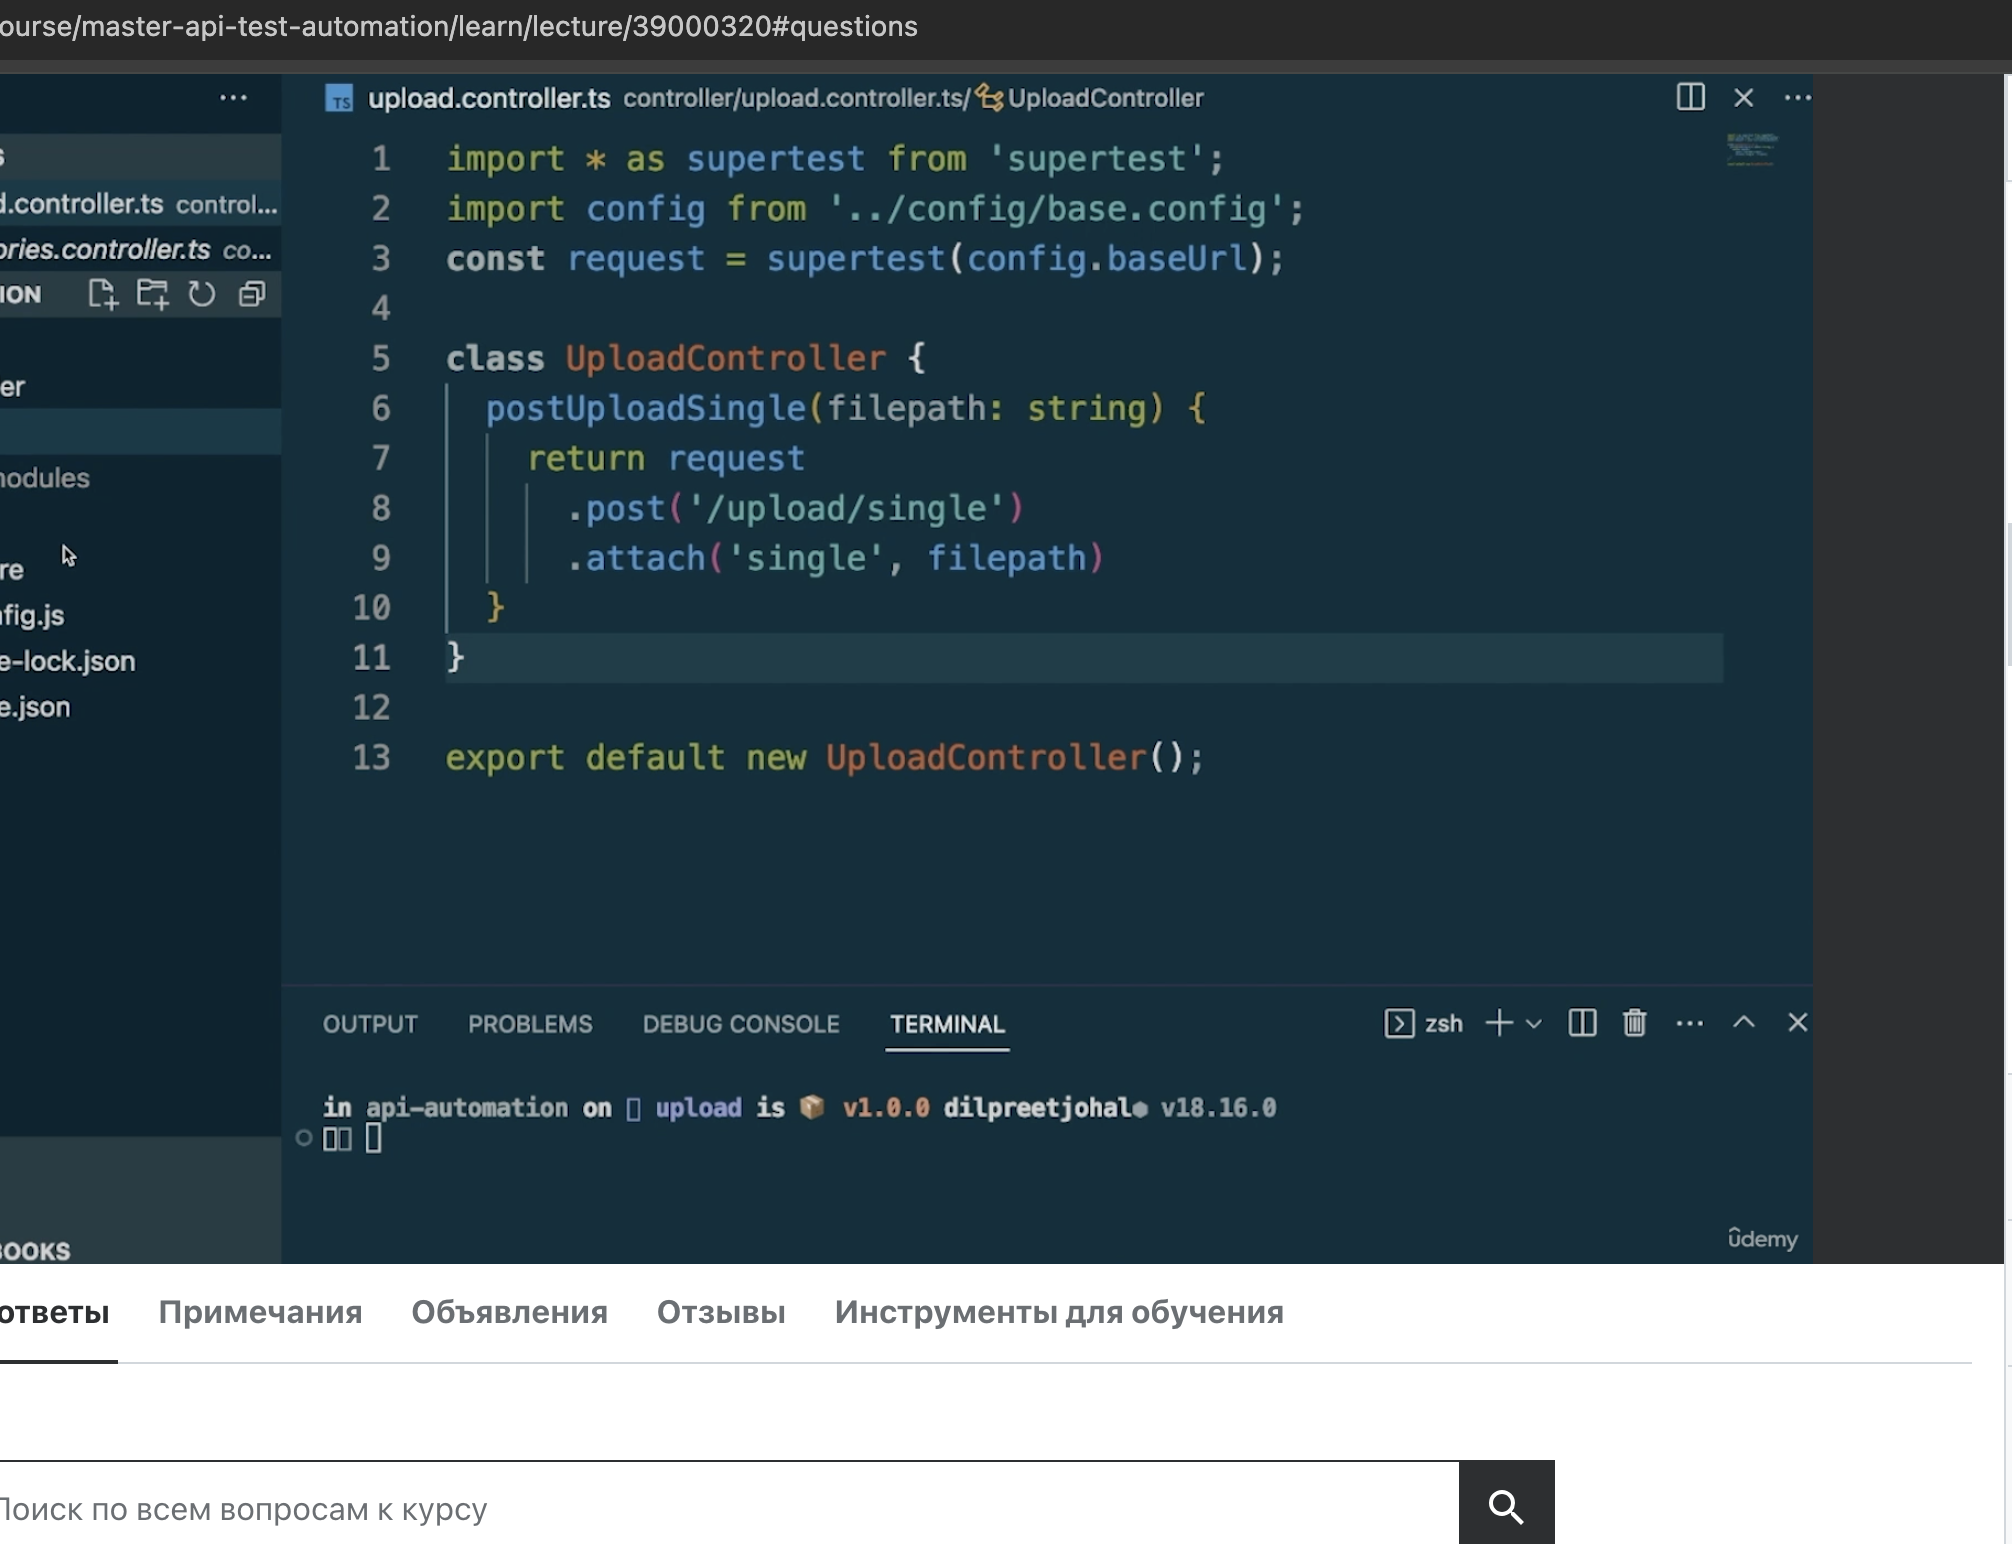 ourse/master-api-test-automation/learn/lecture/39000320#questions
TS upload.controller.ts controller/upload.controller.ts/ UploadController
d.controller.ts control...
ories.controller.ts co...
ION
er
nodules
re
nfig.js
e-lock.json
e.json
BOOKS
1 import * as supertest from 'supertest';
2 import config from '../config/base.config';
3 const request = supertest(config.baseUrl);
4
5 class UploadController {
6 postUploadSingle(filepath: string) {
7 return request
8 .post('/upload/single')
9 .attach('single', filepath)
10 }
11 }
12
13 export default new UploadController();
OUTPUT PROBLEMS DEBUG CONSOLE TERMINAL zsh
in api-automation on upload is v1.0.0 dilpreetjohal v18.16.0
ûdemy
ответы Примечания Объявления Отзывы Инструменты для обучения
Поиск по всем вопросам к курсу